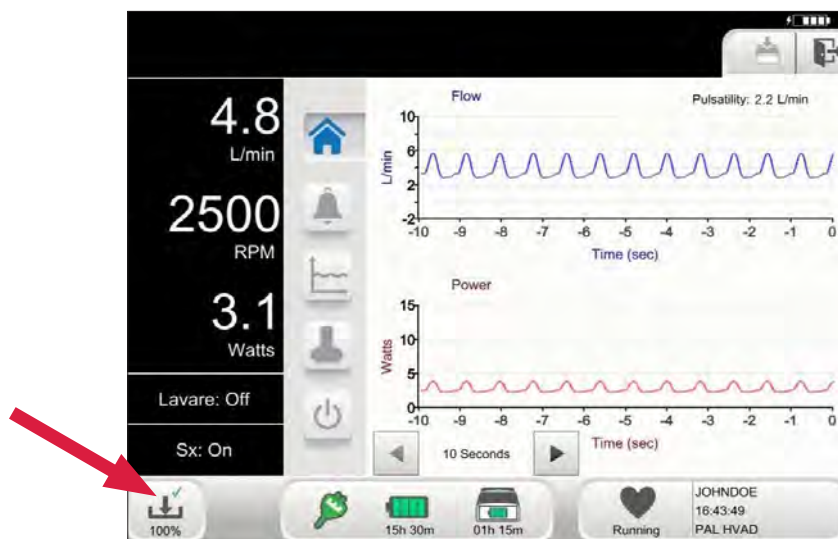 4.8
L/min
2500
RPM
3.1
Watts
Lavare: Off
Sx: On
Flow
Pulsatility: 2.2 L/min
L/min
10
6
2
-2
-10 -9 -8 -7 -6 -5 -4 -3 -2 -1 0
Time (sec)
Power
Watts
15
10
5
0
-10 -9 -8 -7 -6 -5 -4 -3 -2 -1 0
Time (sec)
10 Seconds
100%
15h 30m
01h 15m
Running
JOHNDOE
16:43:49
PAL HVAD